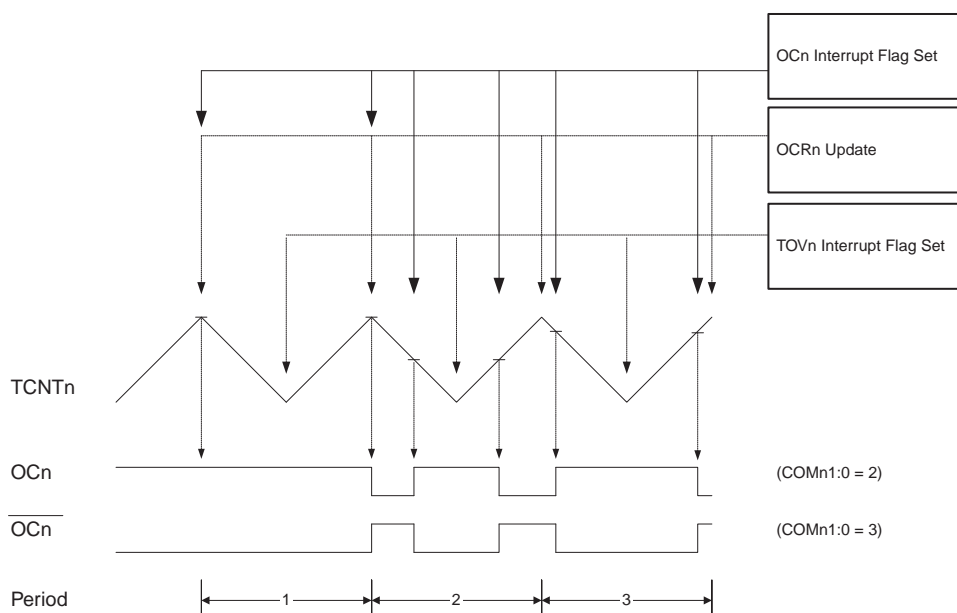 OCn Interrupt Flag Set
OCRn Update
TOVn Interrupt Flag Set
TCNTn
OCn
(COMn1:0 = 2)
OCn
(COMn1:0 = 3)
Period
1
2
3